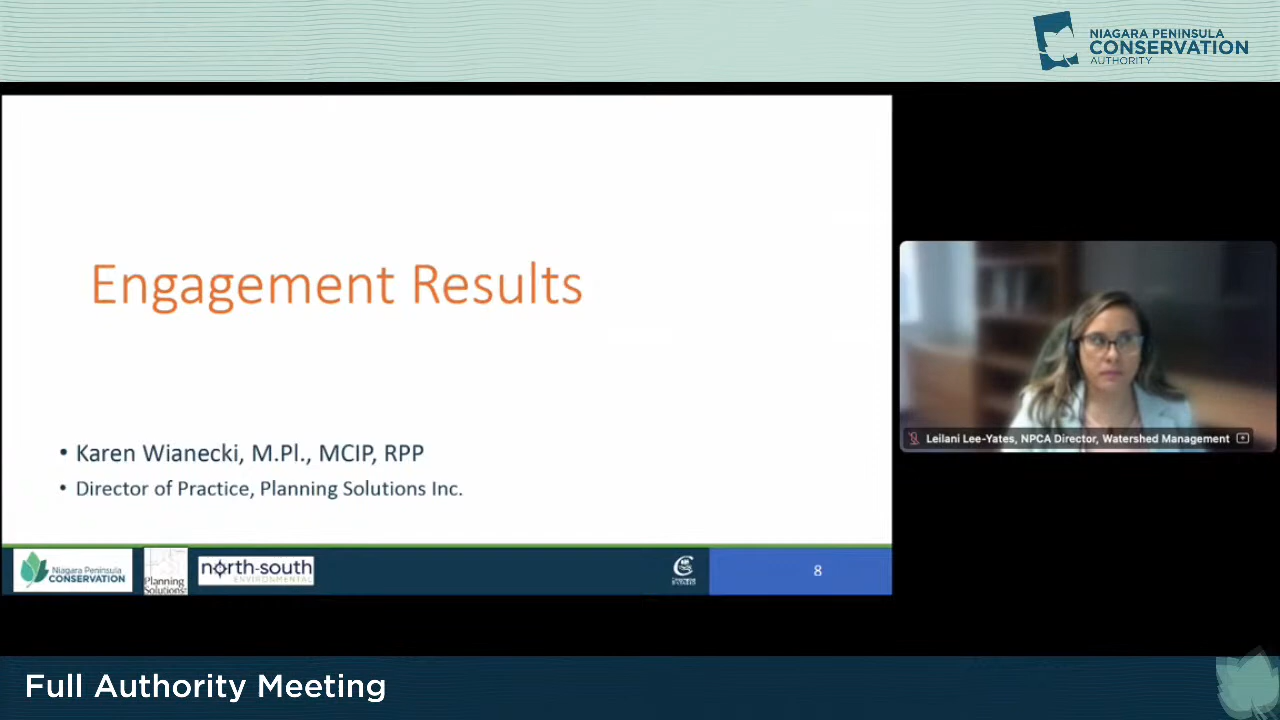 NIAGARA PENINSULA
CONSERVATION
AUTHORITY
Engagement Results
• Karen Wianecki, M.Pl., MCIP, RPP
• Director of Practice, Planning Solutions Inc.
Leilani Lee-Yates, NPCA Director, Watershed Management
Niagara Peninsula
CONSERVATION
Planning
Solutions
north-south
ENVIRONMENTAL
8
Full Authority Meeting